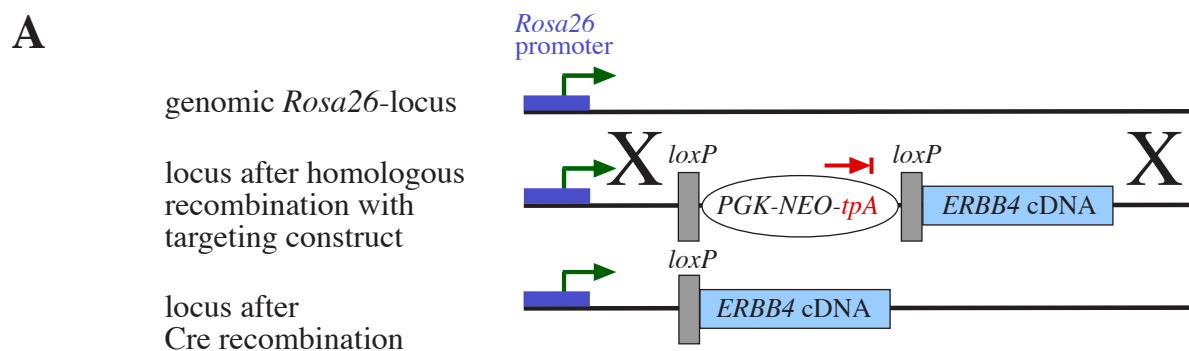 A
Rosa26
promoter
genomic Rosa26-locus
X
X
locus after homologous
recombination with
targeting construct
loxP
loxP
PGK-NEO-tpA
ERBB4 cDNA
loxP
locus after
Cre recombination
ERBB4 cDNA